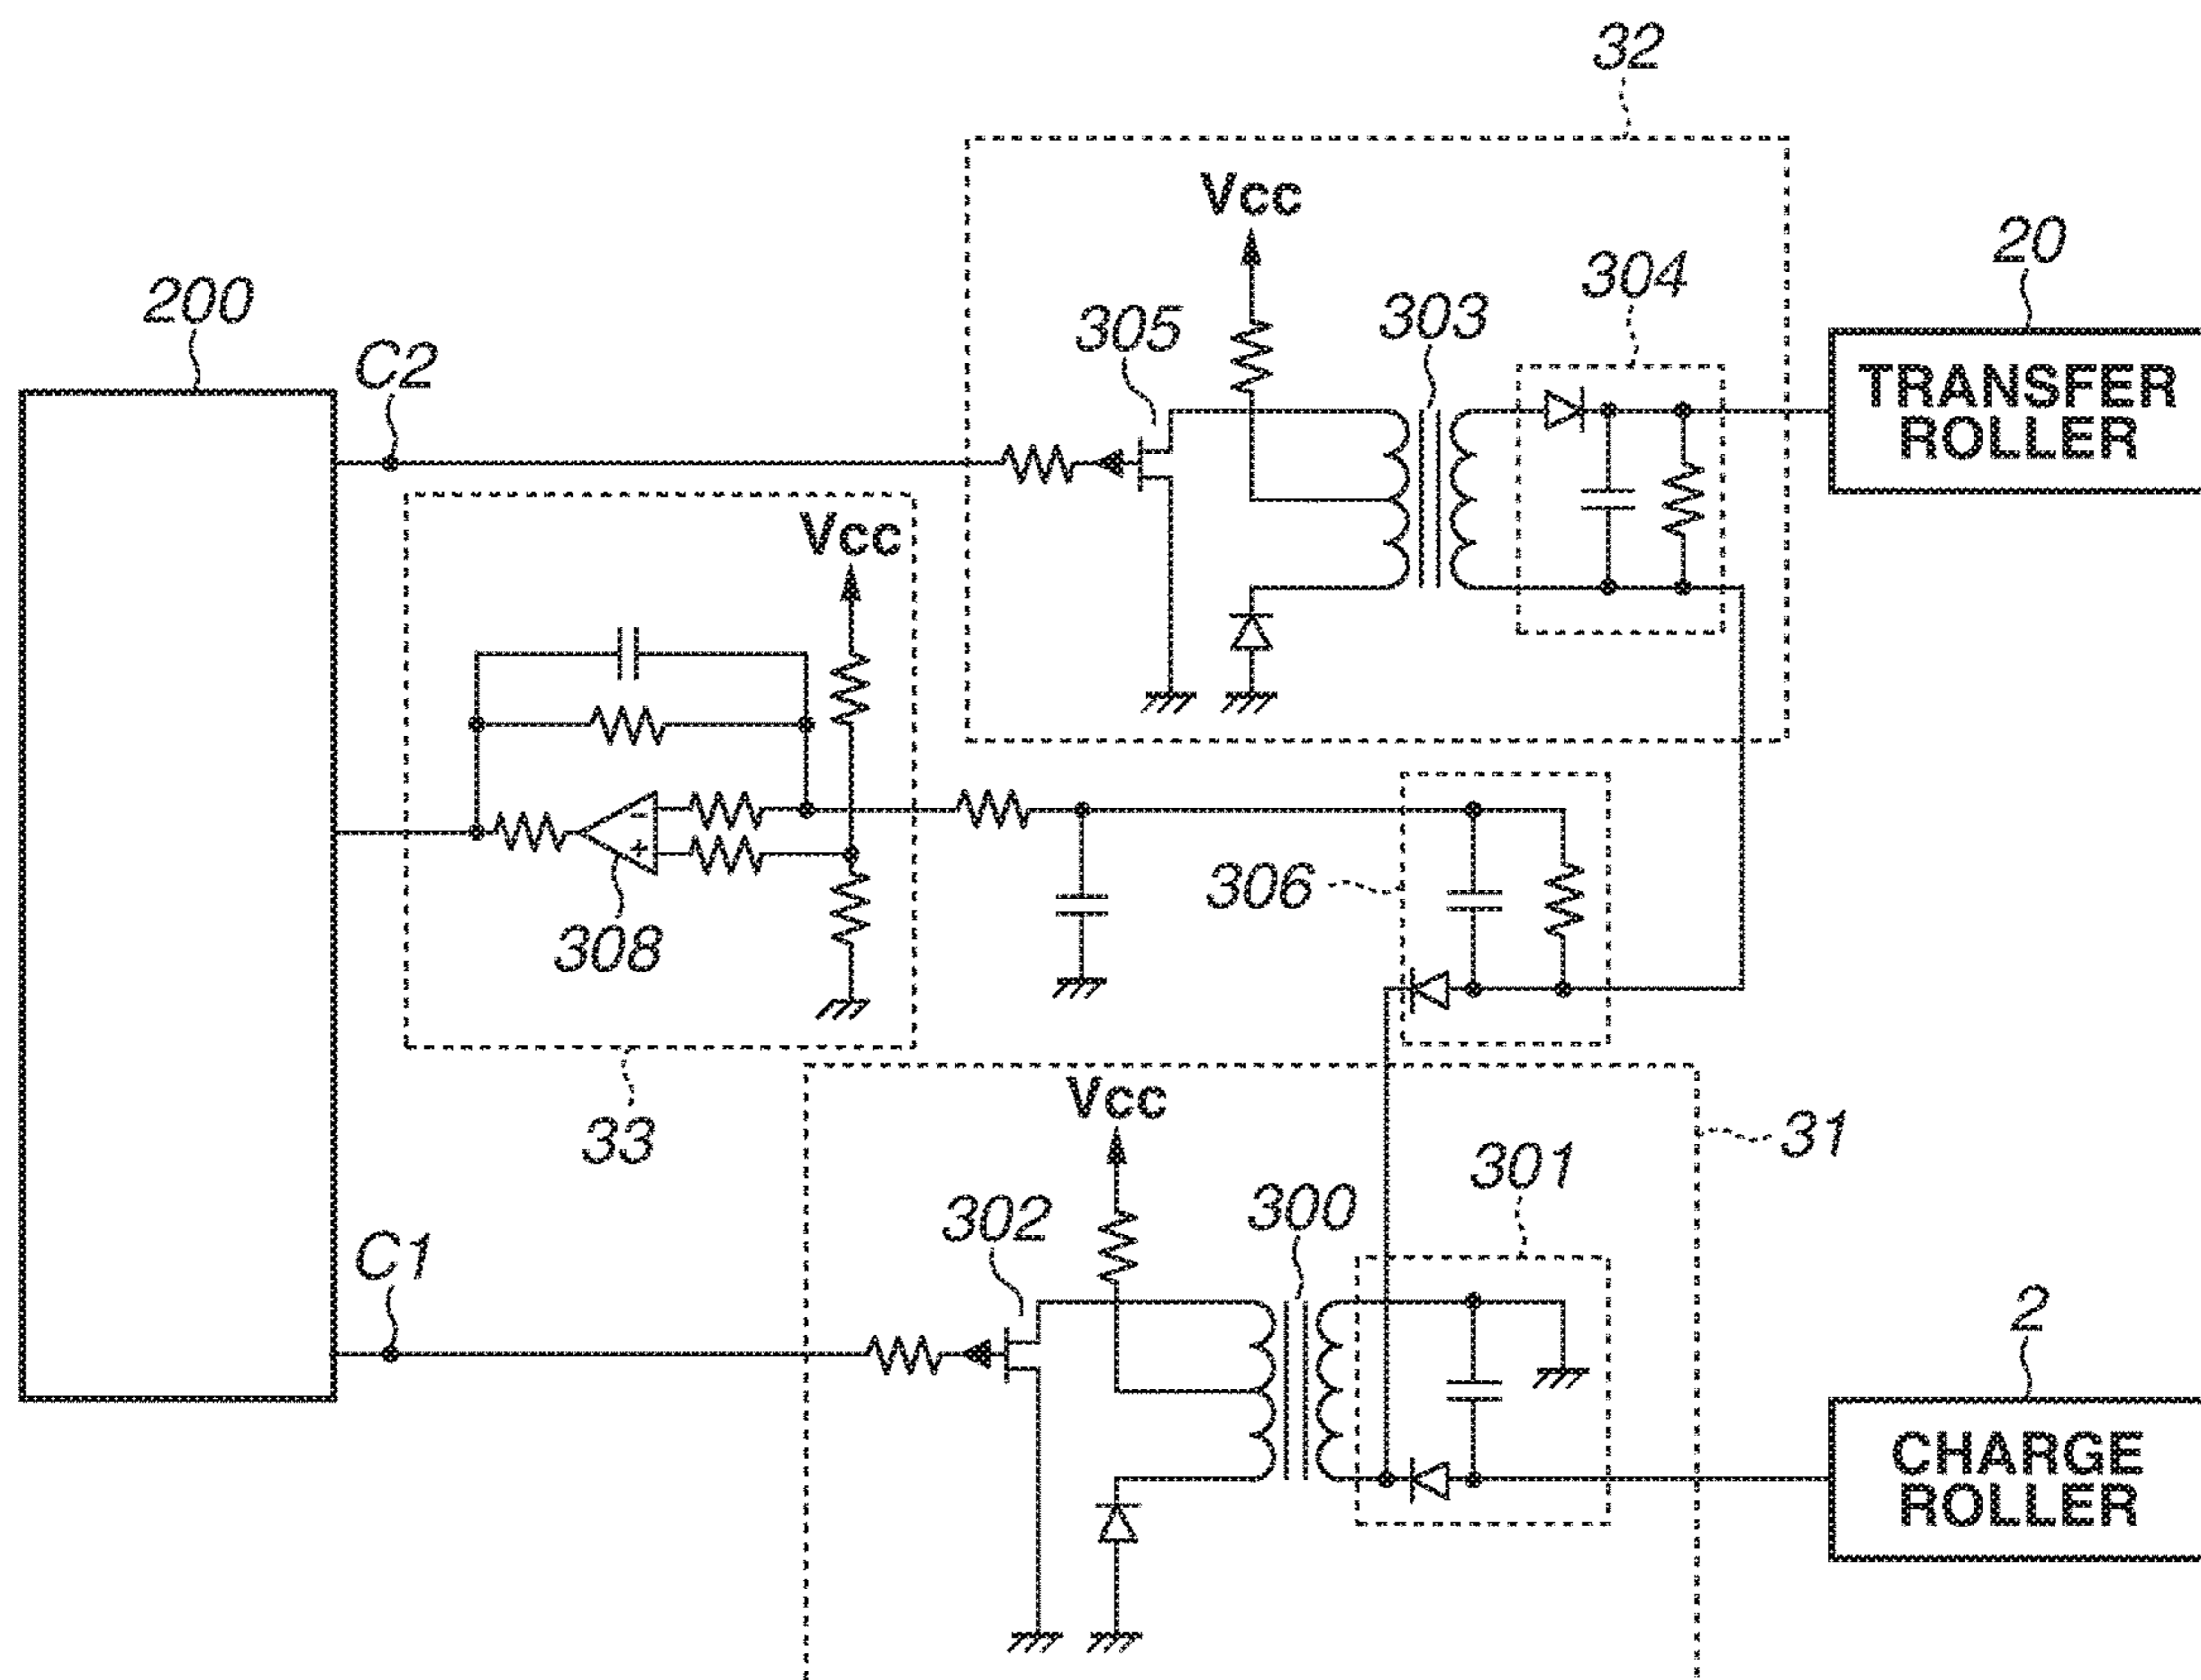 32
Vcc
20
304
200
305
303
C2
TRANSFER
ROLLER
Vcc
-
+
306
308
Vcc
33
31
301
302
300
C1
2
CHARGE
ROLLER